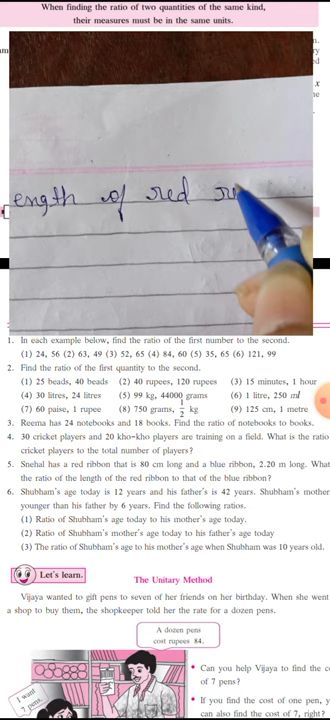 When finding the ratio of two quantities of the same kind,
their measures must be in the same units.
ength of red
1. In each example below, find the ratio of the first number to the second.
(1) 24, 56 (2) 63, 49 (3) 52, 65 (4) 84, 60 (5) 35, 65 (6) 121, 99
2. Find the ratio of the first quantity to the second.
(1) 25 beads, 40 beads (2) 40 rupees, 120 rupees (3) 15 minutes, 1 hour
(4) 30 litres, 24 litres (5) 99 kg, 44000 grams (6) 1 litre, 250 ml
(7) 60 paise, 1 rupee (8) 750 grams, 1/2 kg (9) 125 cm, 1 metre
3. Reema has 24 notebooks and 18 books. Find the ratio of notebooks to books.
4. 30 cricket players and 20 kho-kho players are training on a field. What is the ratio
cricket players to the total number of players?
5. Snehal has a red ribbon that is 80 cm long and a blue ribbon, 2.20 m long. What
the ratio of the length of the red ribbon to that of the blue ribbon?
6. Shubham's age today is 12 years and his father's is 42 years. Shubham's mother
younger than his father by 6 years. Find the following ratios.
(1) Ratio of Shubham's age today to his mother's age today.
(2) Ratio of Shubham's mother's age today to his father's age today
(3) The ratio of Shubham's age to his mother's age when Shubham was 10 years old.
Let's learn.
The Unitary Method
Vijaya wanted to gift pens to seven of her friends on her birthday. When she went
a shop to buy them, the shopkeeper told her the rate for a dozen pens.
A dozen pens
cost rupees 84.
I want
7 pens
• Can you help Vijaya to find the c
of 7 pens?
• If you find the cost of one pen, y
can also find the cost of 7, right?